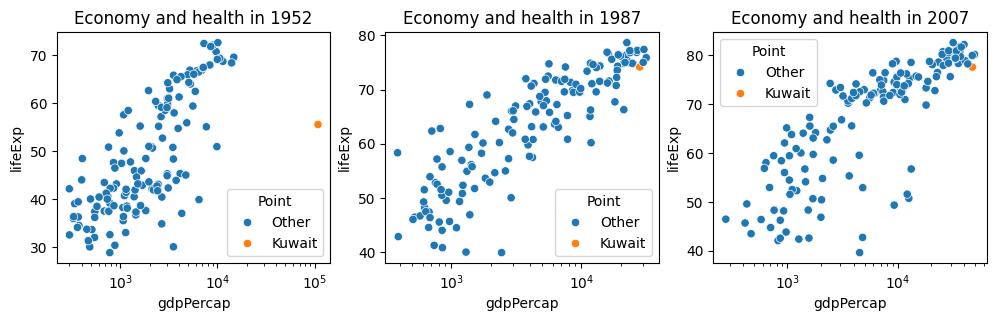 Economy and health in 1952
lifeExp
70
60
50
40
30
10³
10⁴
10⁵
gdpPercap
Point
Other
Kuwait
Economy and health in 1987
lifeExp
80
70
60
50
40
10³
10⁴
gdpPercap
Point
Other
Kuwait
Economy and health in 2007
lifeExp
80
70
60
50
40
10³
10⁴
gdpPercap
Point
Other
Kuwait